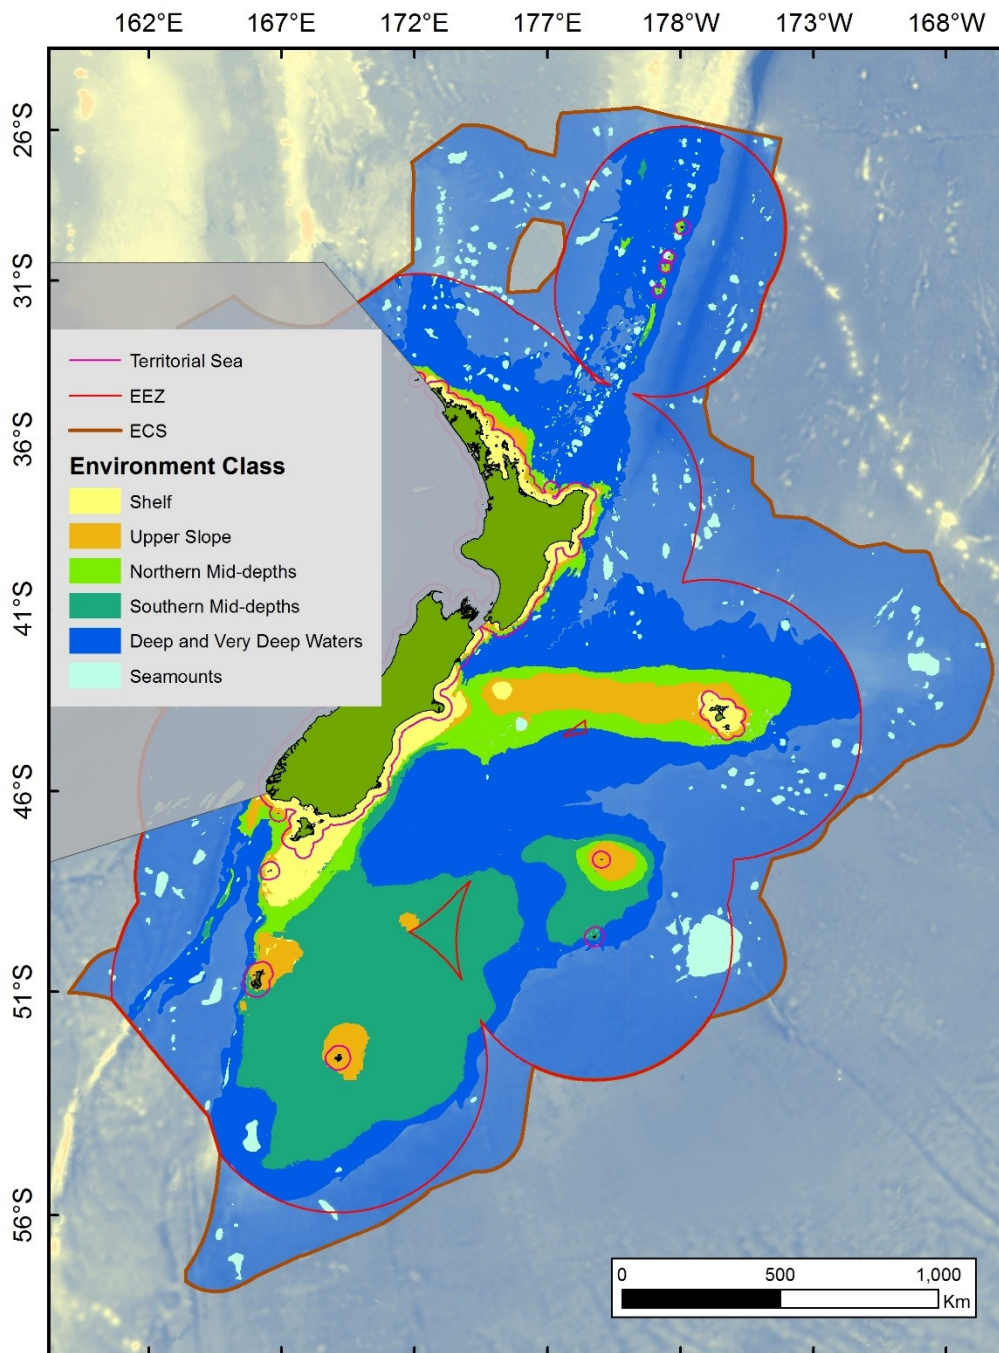 162°E 167°E 172°E 177°E 178°W 173°W 168°W
26°S
31°S
36°S
41°S
46°S
51°S
56°S
Territorial Sea
EEZ
ECS
Environment Class
Shelf
Upper Slope
Northern Mid-depths
Southern Mid-depths
Deep and Very Deep Waters
Seamounts
0 500 1,000
Km